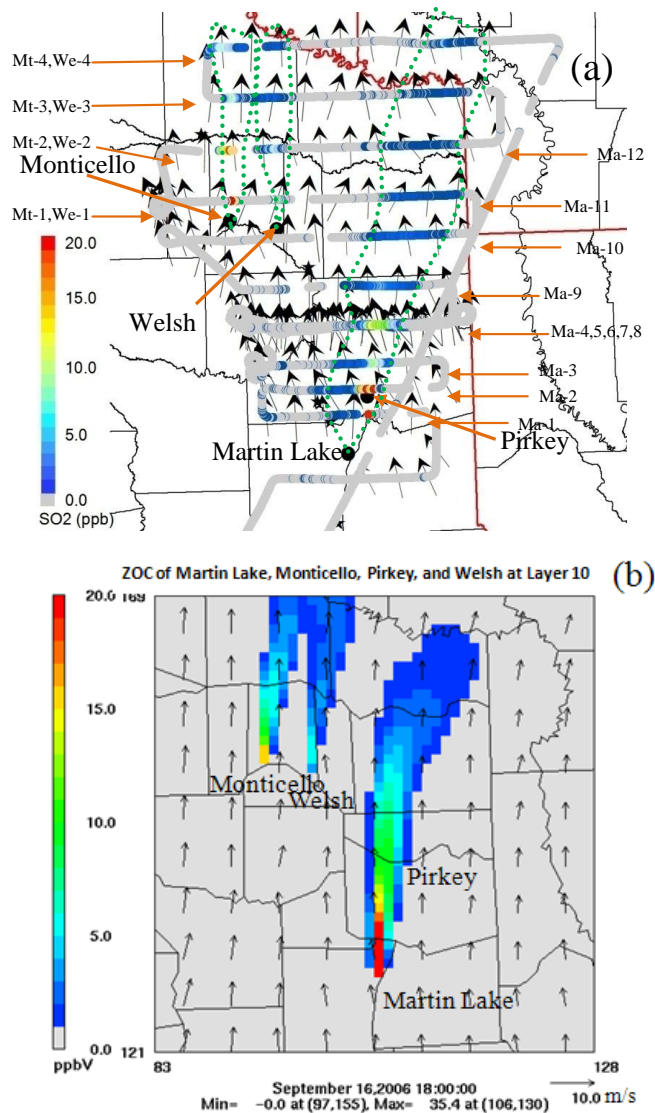 (a)
Mt-4,We-4
Mt-3,We-3
Mt-2,We-2
Monticello
Mt-1,We-1
20.0
15.0
10.0
5.0
0.0
SO2 (ppb)
Welsh
Martin Lake
Pirkey
Ma-12
Ma-11
Ma-10
Ma-9
Ma-4,5,6,7,8
Ma-3
Ma-2
Ma-1
(b)
ZOC of Martin Lake, Monticello, Pirkey, and Welsh at Layer 10
20.0
15.0
10.0
5.0
0.0
ppbV
169
121
83
128
Monticello
Welsh
Pirkey
Martin Lake
September 16,2006 18:00:00
Min= -0.0 at (97,155), Max= 35.4 at (106,130)
10.0 m/s